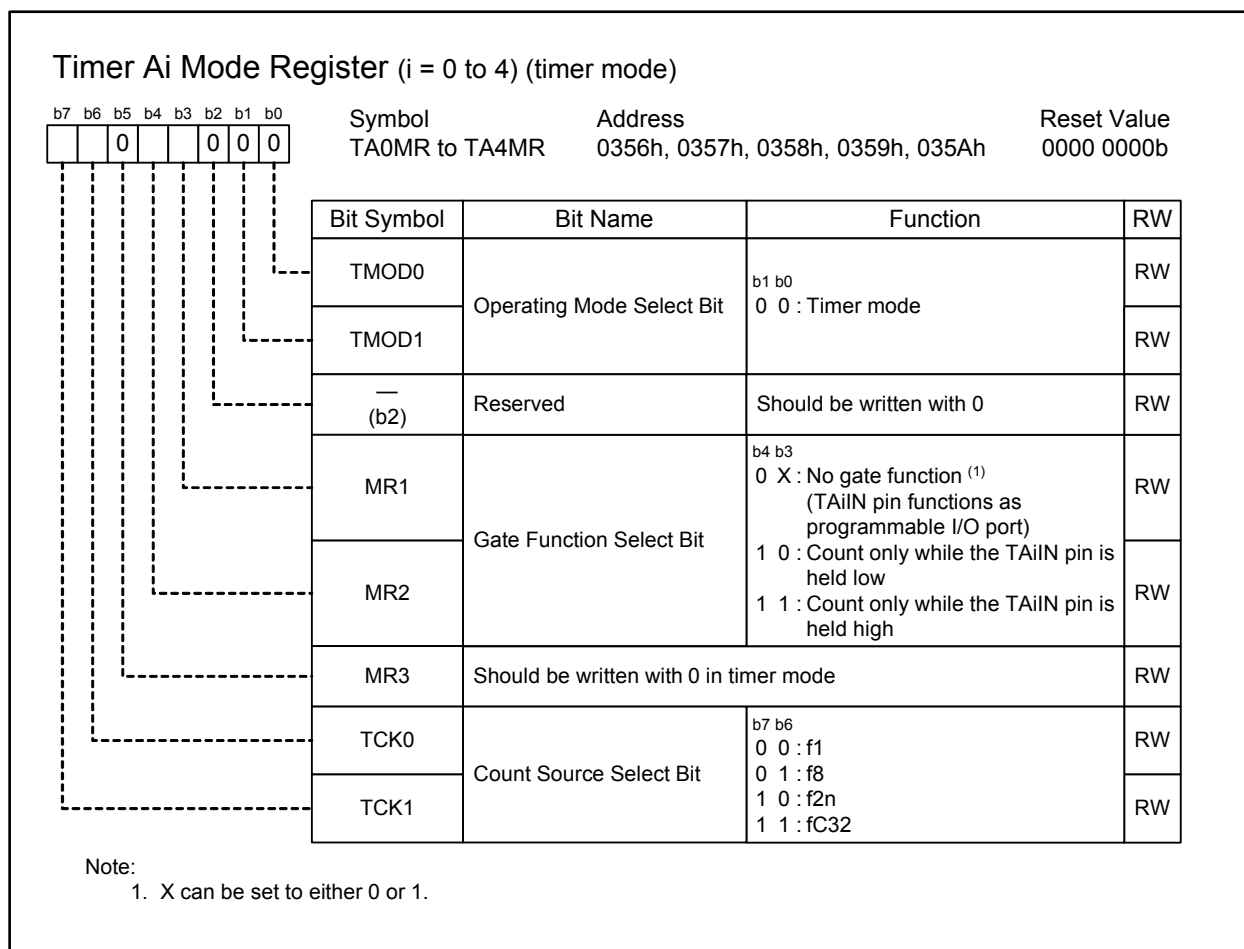 Timer Ai Mode Register (i = 0 to 4) (timer mode)
b7 b6 b5 b4 b3 b2 b1 b0
0 0 0 0
Symbol Address Reset Value
TA0MR to TA4MR 0356h, 0357h, 0358h, 0359h, 035Ah 0000 0000b
Bit Symbol Bit Name Function RW
TMOD0 RW
Operating Mode Select Bit
b1 b0
0 0 : Timer mode
TMOD1 RW
—
(b2)
Reserved Should be written with 0 RW
MR1 RW
Gate Function Select Bit
b4 b3
0 X : No gate function (1)
(TAiIN pin functions as
programmable I/O port)
1 0 : Count only while the TAiIN pin is
held low
1 1 : Count only while the TAiIN pin is
held high
MR2 RW
MR3 Should be written with 0 in timer mode RW
TCK0 RW
Count Source Select Bit
b7 b6
0 0 : f1
0 1 : f8
1 0 : f2n
1 1 : fC32
TCK1 RW
Note:
1. X can be set to either 0 or 1.